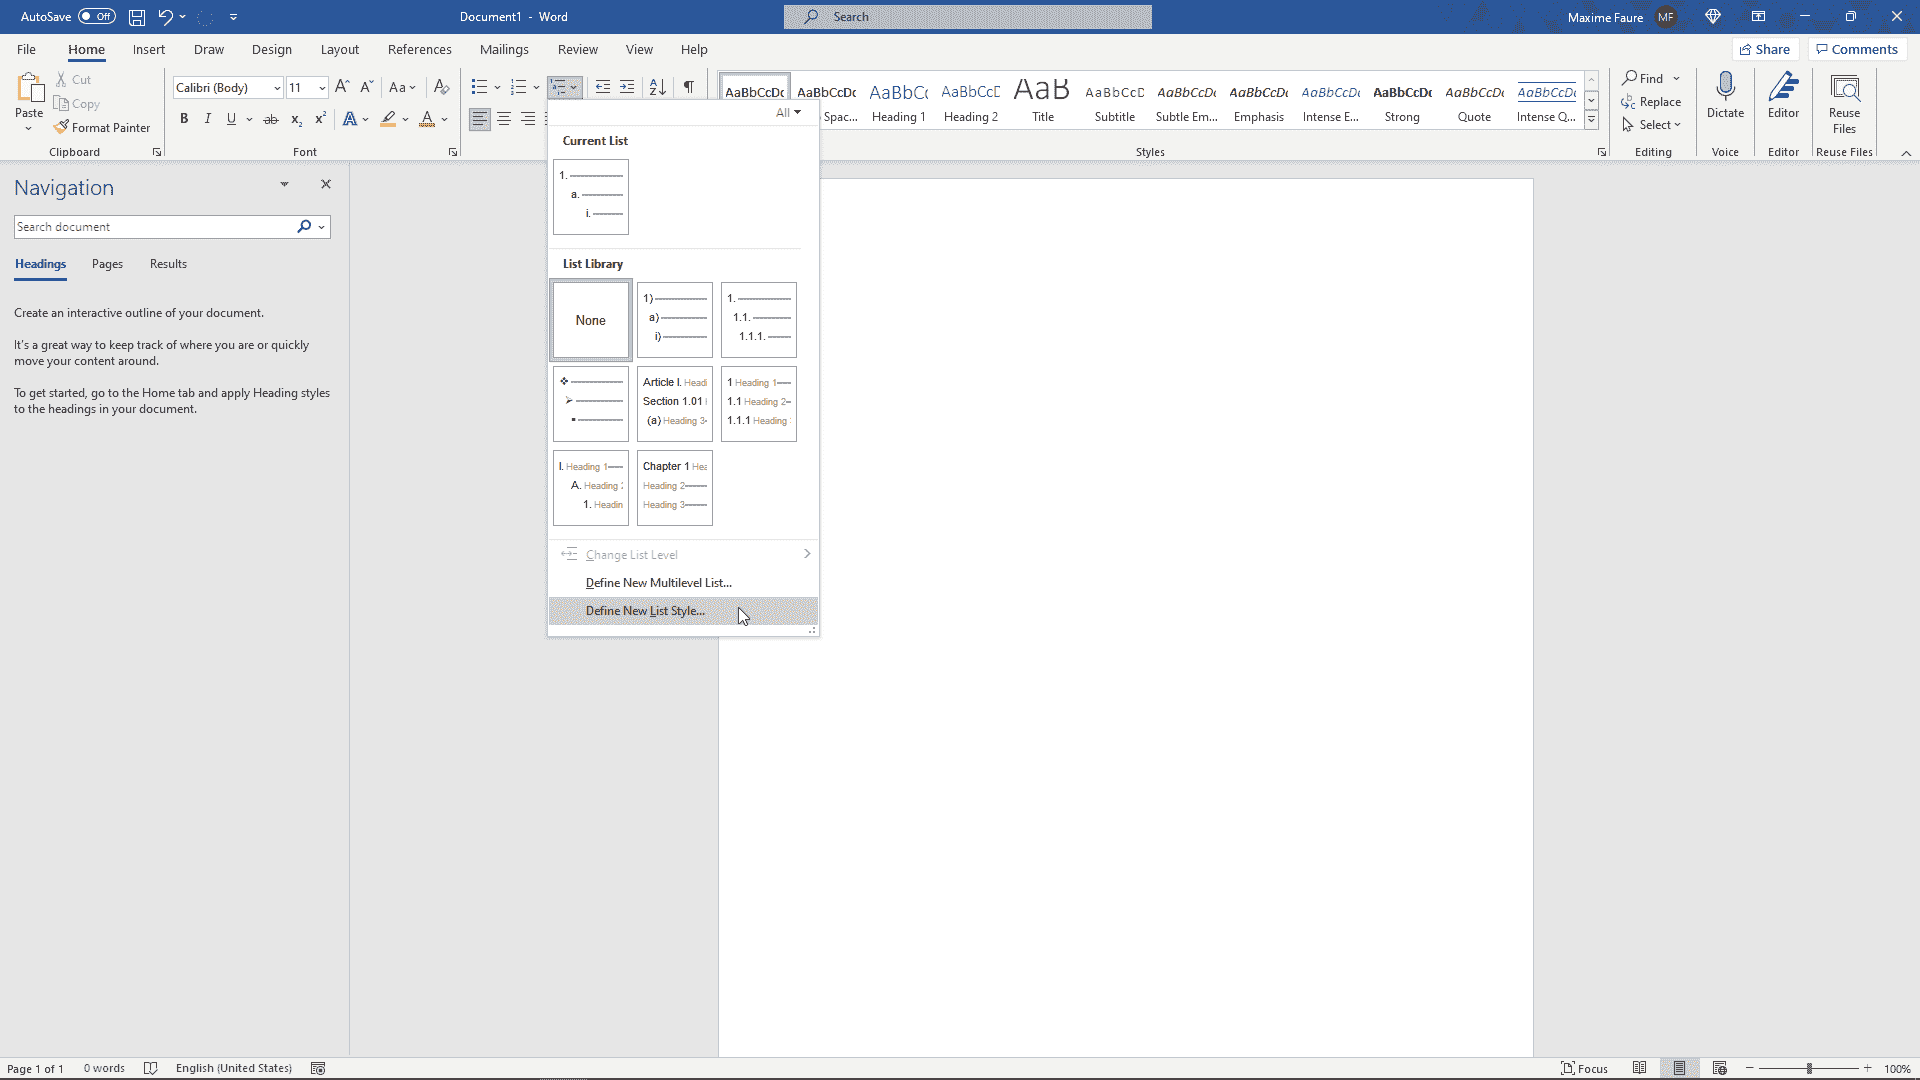 AutoSave Off
Document1 - Word
Search
Maxime Faure MF
File Home Insert Draw Design Layout References Mailings Review View Help
Share Comments
Paste
Cut
Copy
Format Painter
Clipboard
Calibri (Body) 11
Aa
B I U ab x2 x2 A A
Font
AaBbCcDc AaBbCcDc AaBbCc AaBbCcD AaB AaBbCcD AaBbCcDc AaBbCcDc AaBbCcDc AaBbCcDc AaBbCcDc AaBbCcDc
Spac... Heading 1 Heading 2 Title Subtitle Subtle Em... Emphasis Intense E... Strong Quote Intense Q...
Styles
Find
Replace
Select
Editing
Dictate
Voice
Editor
Editor
Reuse
Files
Reuse Files
Navigation
Search document
Headings Pages Results
Create an interactive outline of your document.
It's a great way to keep track of where you are or quickly
move your content around.
To get started, go to the Home tab and apply Heading styles
to the headings in your document.
All
Current List
1.
a.
i.
List Library
None
1)
a)
i)
1.
1.1.
1.1.1.
Article I. Headi
Section 1.01
(a) Heading 3
1 Heading 1
1.1 Heading 2
1.1.1 Heading
I. Heading 1
A. Heading 2
1. Headin
Chapter 1 Hea
Heading 2
Heading 3
Change List Level
Define New Multilevel List...
Define New List Style...
Page 1 of 1 0 words English (United States)
Focus
100%